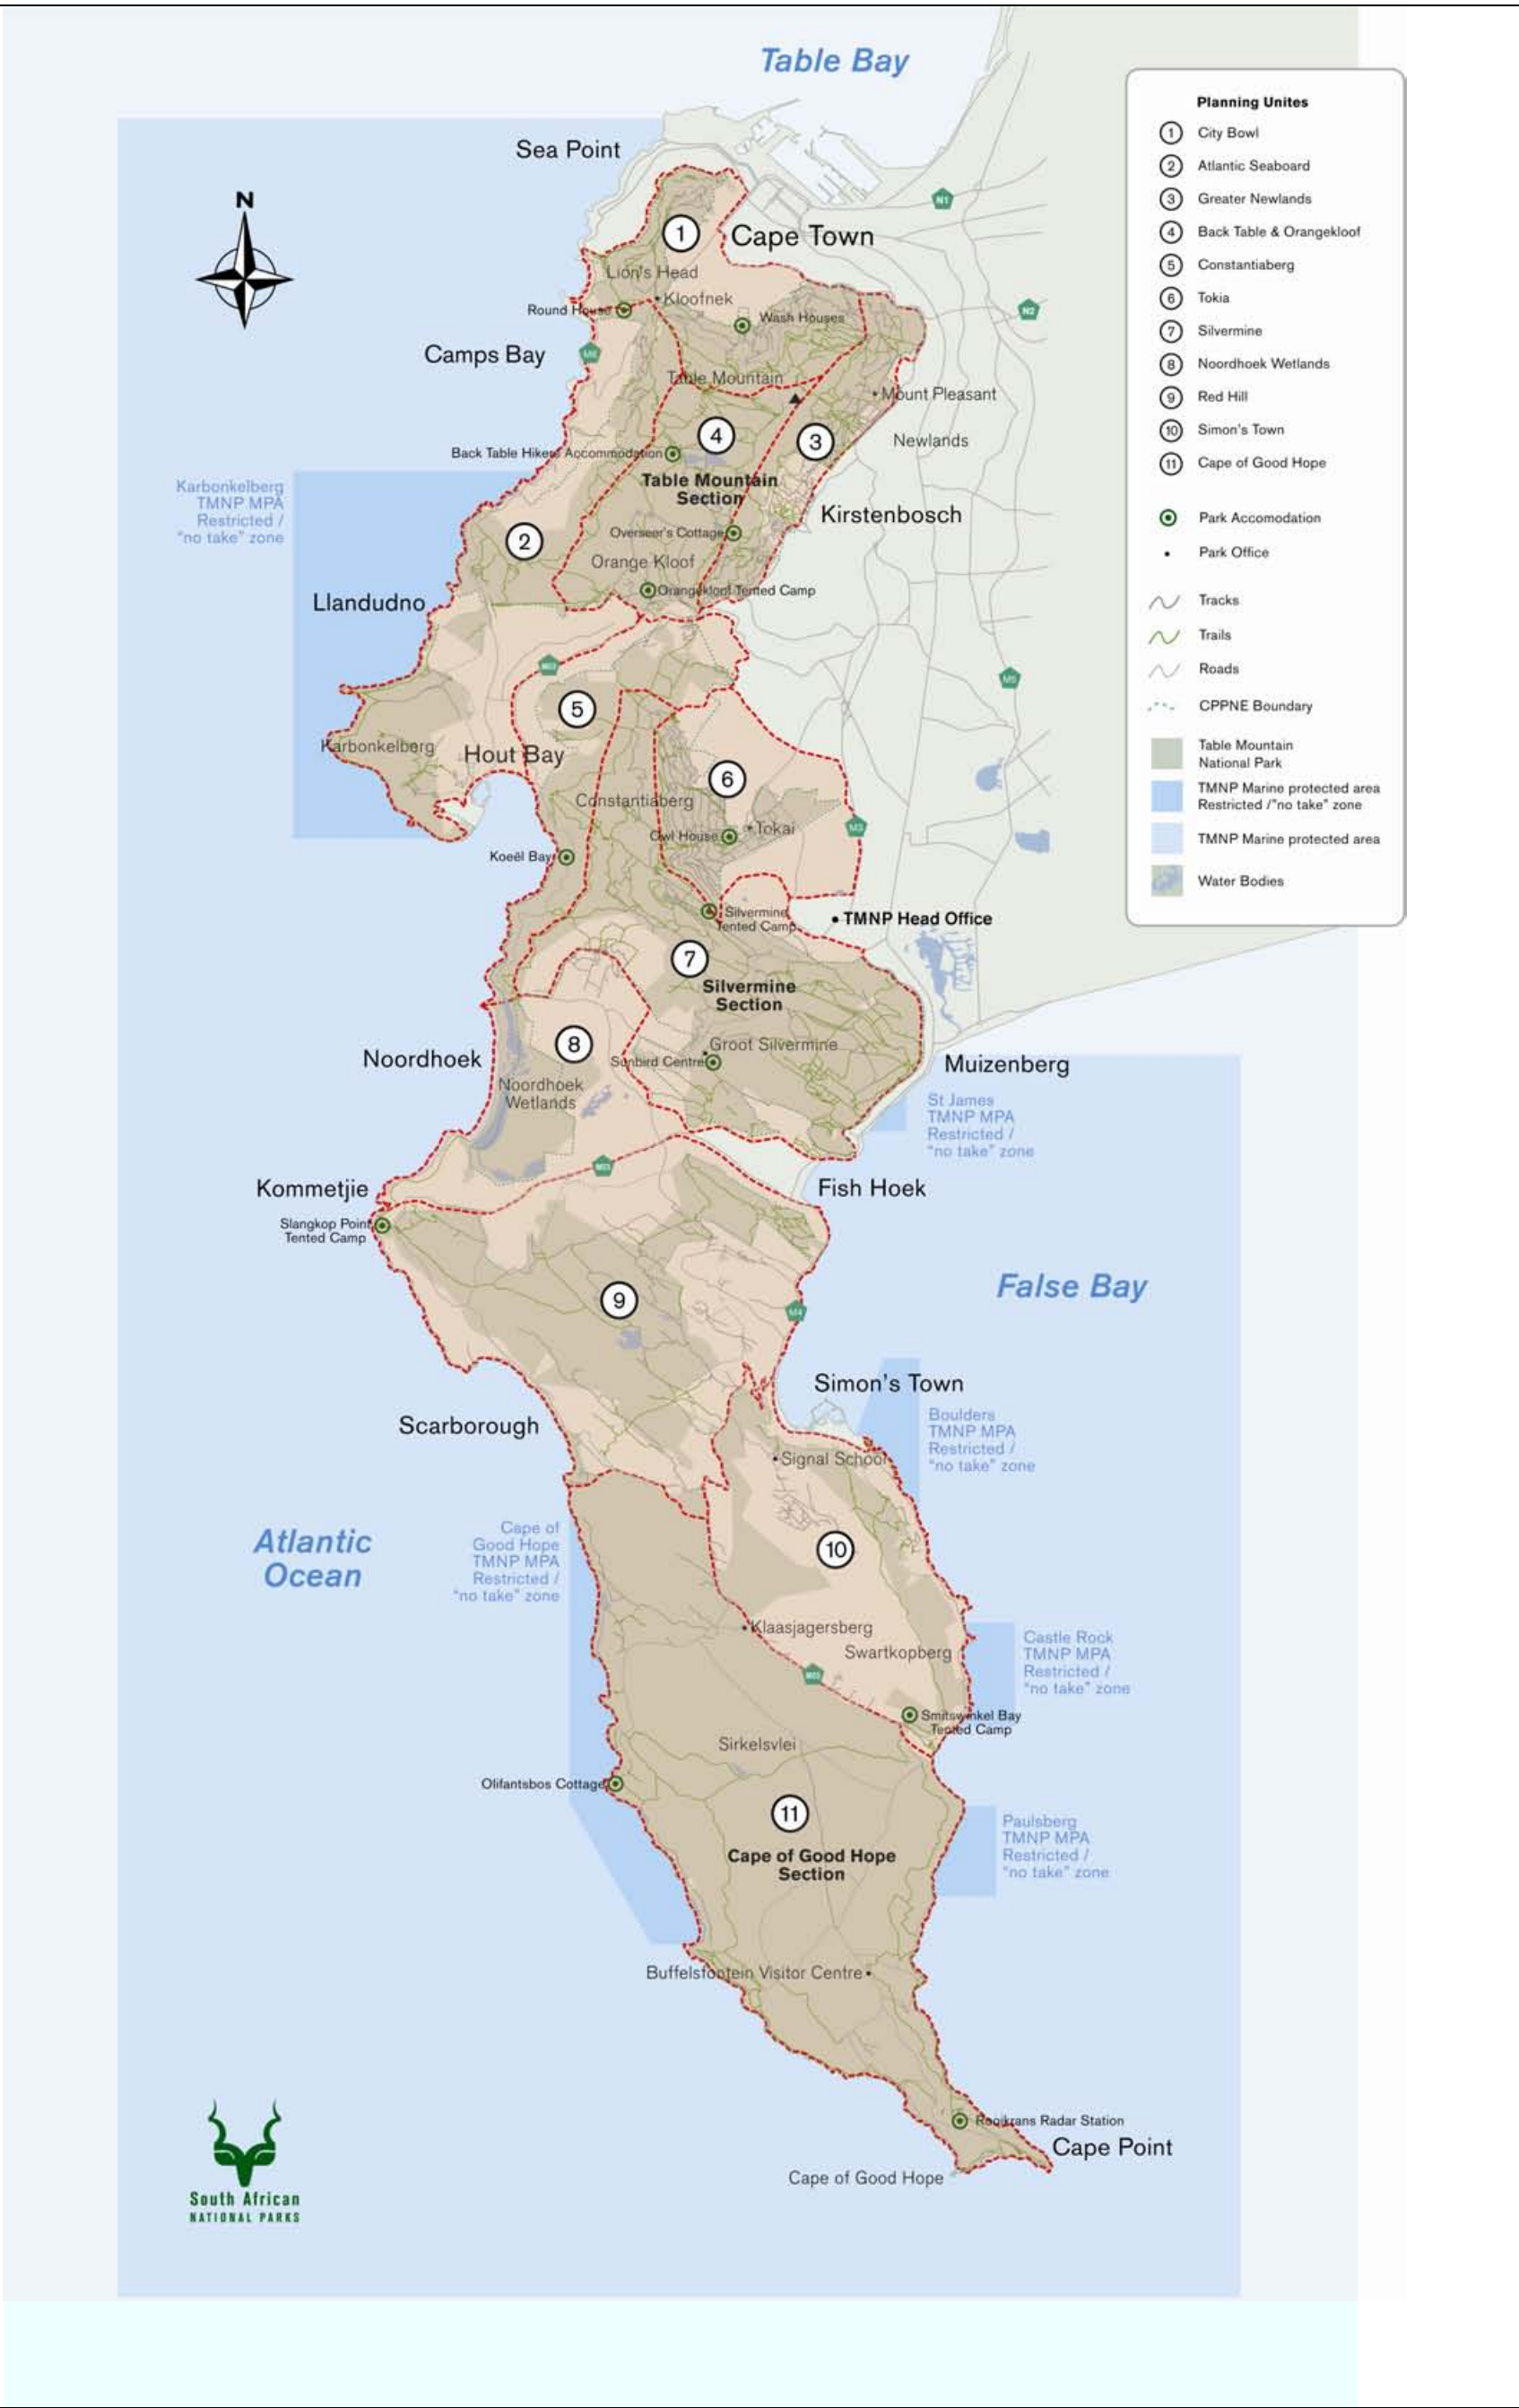 Table Bay
Sea Point
N
Cape Town
N1
1
Lion's Head
Kloofnek
Round House
Wash Houses
N2
Camps Bay
M6
Table Mountain
Mount Pleasant
4
3
Newlands
Back Table Hikers Accommodation
Table Mountain
Section
Karbonkelberg
TMNP MPA
Restricted /
"no take" zone
Kirstenbosch
2
Overseer's Cottage
Orange Kloof
Orangekloof Tented Camp
Llandudno
M63
M5
5
Karbonkelberg
Hout Bay
6
Constantiaberg
Owl House
Tokai
M3
Koeël Bay
Silvermine
Tented Camp
TMNP Head Office
7
Silvermine
Section
8
Groot Silvermine
Sunbird Centre
Noordhoek
Noordhoek
Wetlands
Muizenberg
St James
TMNP MPA
Restricted /
"no take" zone
M65
Kommetjie
Fish Hoek
Slangkop Point
Tented Camp
False Bay
9
M4
Simon's Town
Scarborough
Boulders
TMNP MPA
Restricted /
"no take" zone
Signal School
Atlantic
Ocean
Cape of
Good Hope
TMNP MPA
Restricted /
"no take" zone
10
Klaasjagersberg
Swartkopberg
Castle Rock
TMNP MPA
Restricted /
"no take" zone
M65
Smitswinkel Bay
Tented Camp
Sirkelsvlei
Olifantsbos Cottage
11
Cape of Good Hope
Section
Paulsberg
TMNP MPA
Restricted /
"no take" zone
Buffelsfontein Visitor Centre
Rooikrans Radar Station
Cape Point
Cape of Good Hope
South African
NATIONAL PARKS
Planning Unites
1 City Bowl
2 Atlantic Seaboard
3 Greater Newlands
4 Back Table & Orangekloof
5 Constantiaberg
6 Tokia
7 Silvermine
8 Noordhoek Wetlands
9 Red Hill
10 Simon's Town
11 Cape of Good Hope
Park Accomodation
Park Office
Tracks
Trails
Roads
CPPNE Boundary
Table Mountain
National Park
TMNP Marine protected area
Restricted /"no take" zone
TMNP Marine protected area
Water Bodies